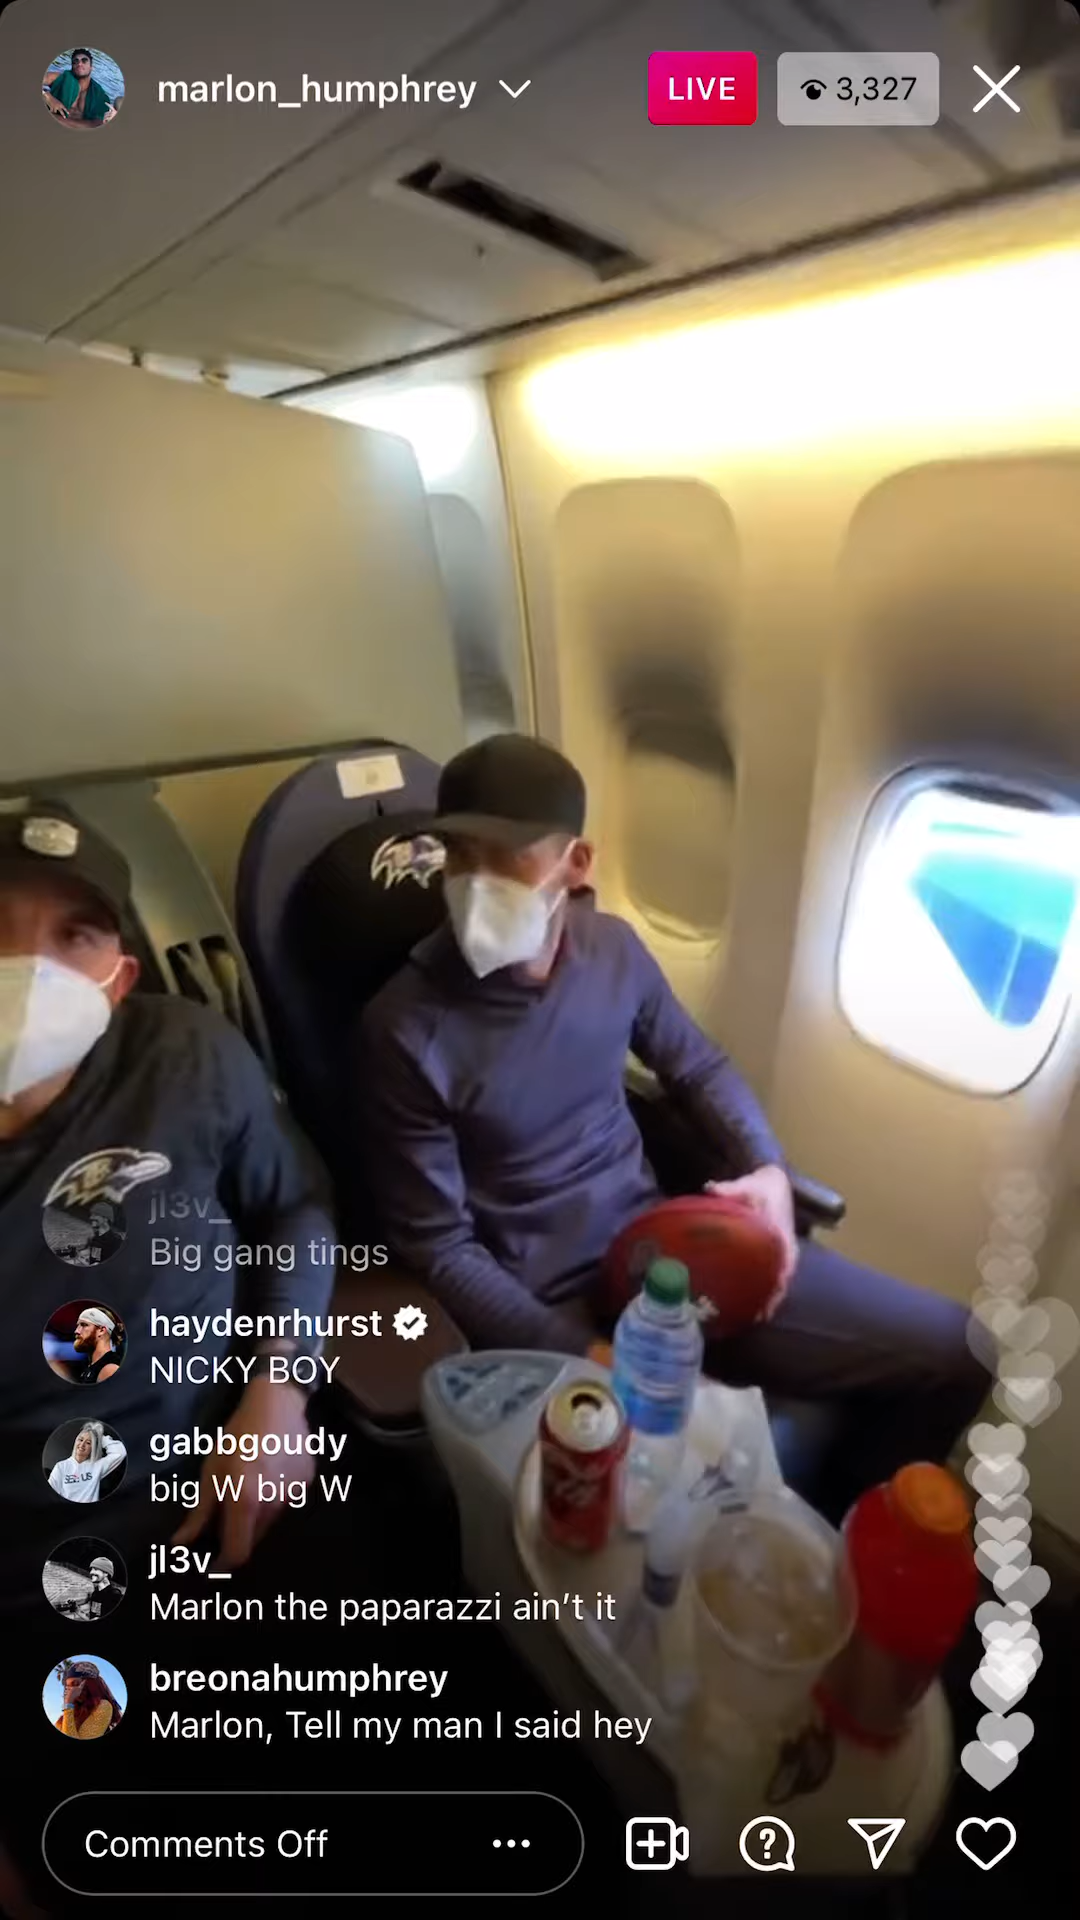 marlon_humphrey
LIVE
3,327
jl3v_
Big gang tings
haydenrhurst
NICKY BOY
gabbgoudy
big W big W
jl3v_
Marlon the paparazzi ain’t it
breonahumphrey
Marlon, Tell my man I said hey
Comments Off